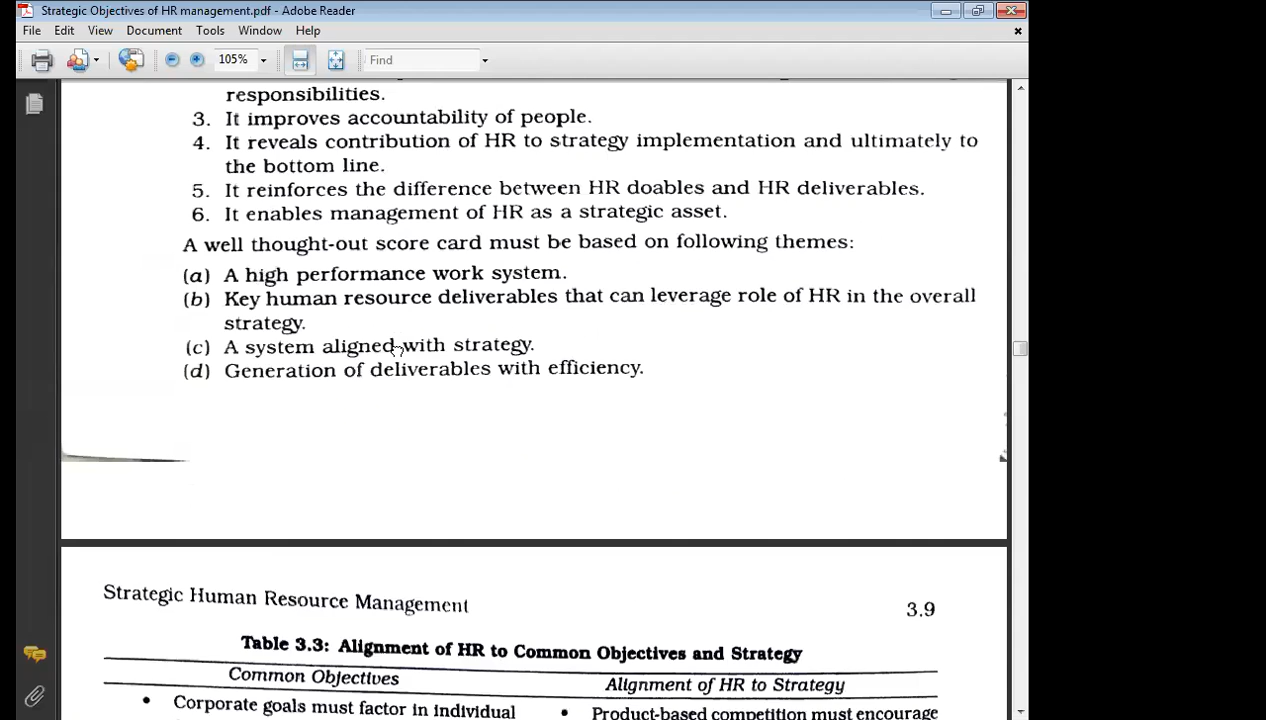 Strategic Objectives of HR management.pdf - Adobe Reader
File Edit View Document Tools Window Help
105% Find
responsibilities.
3. It improves accountability of people.
4. It reveals contribution of HR to strategy implementation and ultimately to
the bottom line.
5. It reinforces the difference between HR doables and HR deliverables.
6. It enables management of HR as a strategic asset.
A well thought-out score card must be based on following themes:
(a) A high performance work system.
(b) Key human resource deliverables that can leverage role of HR in the overall
strategy.
(c) A system aligned with strategy.
(d) Generation of deliverables with efficiency.
Strategic Human Resource Management 3.9
Table 3.3: Alignment of HR to Common Objectives and Strategy
Common Objectives Alignment of HR to Strategy
• Corporate goals must factor in individual • Product-based competition must encourage